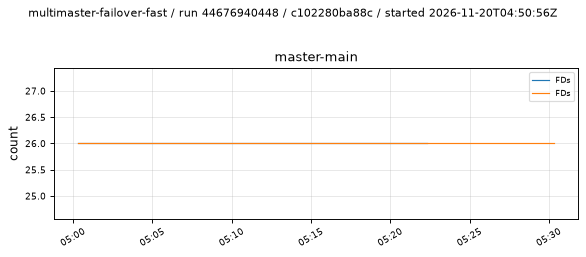 multimaster-failover-fast / run 44676940448 / c102280ba88c / started 2026-11-20T04:50:56Z
master-main
FDs
FDs
27.0
26.5
26.0
25.5
25.0
count
05:00
05:05
05:10
05:15
05:20
05:25
05:30